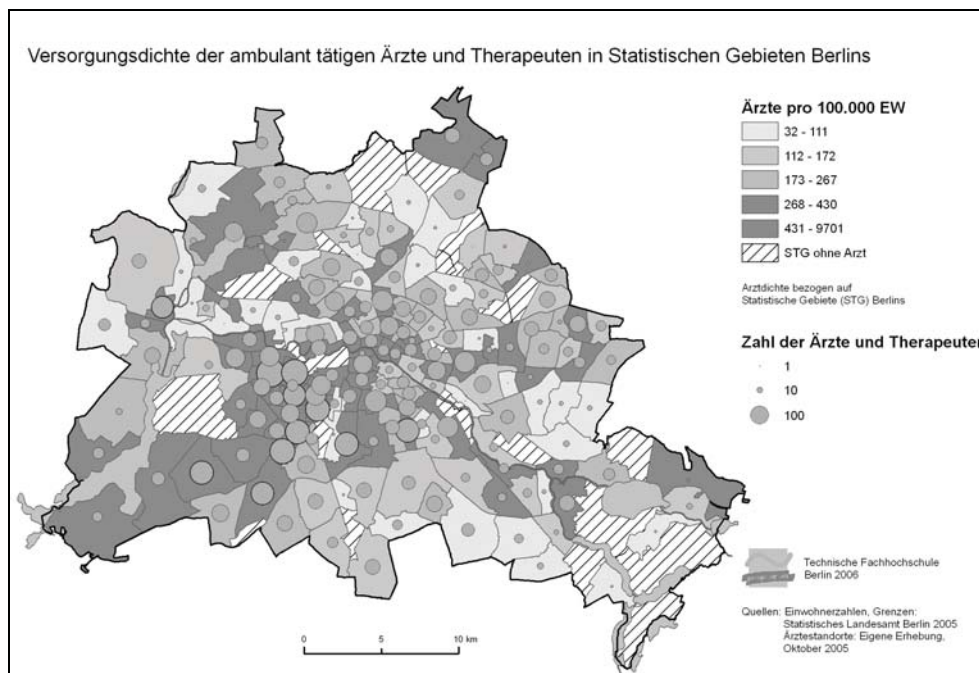 Versorgungsdichte der ambulant tätigen Ärzte und Therapeuten in Statistischen Gebieten Berlins
Ärzte pro 100.000 EW
32 - 111
112 - 172
173 - 267
268 - 430
431 - 9701
STG ohne Arzt
Arztdichte bezogen auf
Statistische Gebiete (STG) Berlins
Zahl der Ärzte und Therapeuten
1
10
100
Technische Fachhochschule
Berlin 2006
Quellen: Einwohnerzahlen, Grenzen:
Statistisches Landesamt Berlin 2005
Ärztestandorte: Eigene Erhebung,
Oktober 2005
0 5 10 km